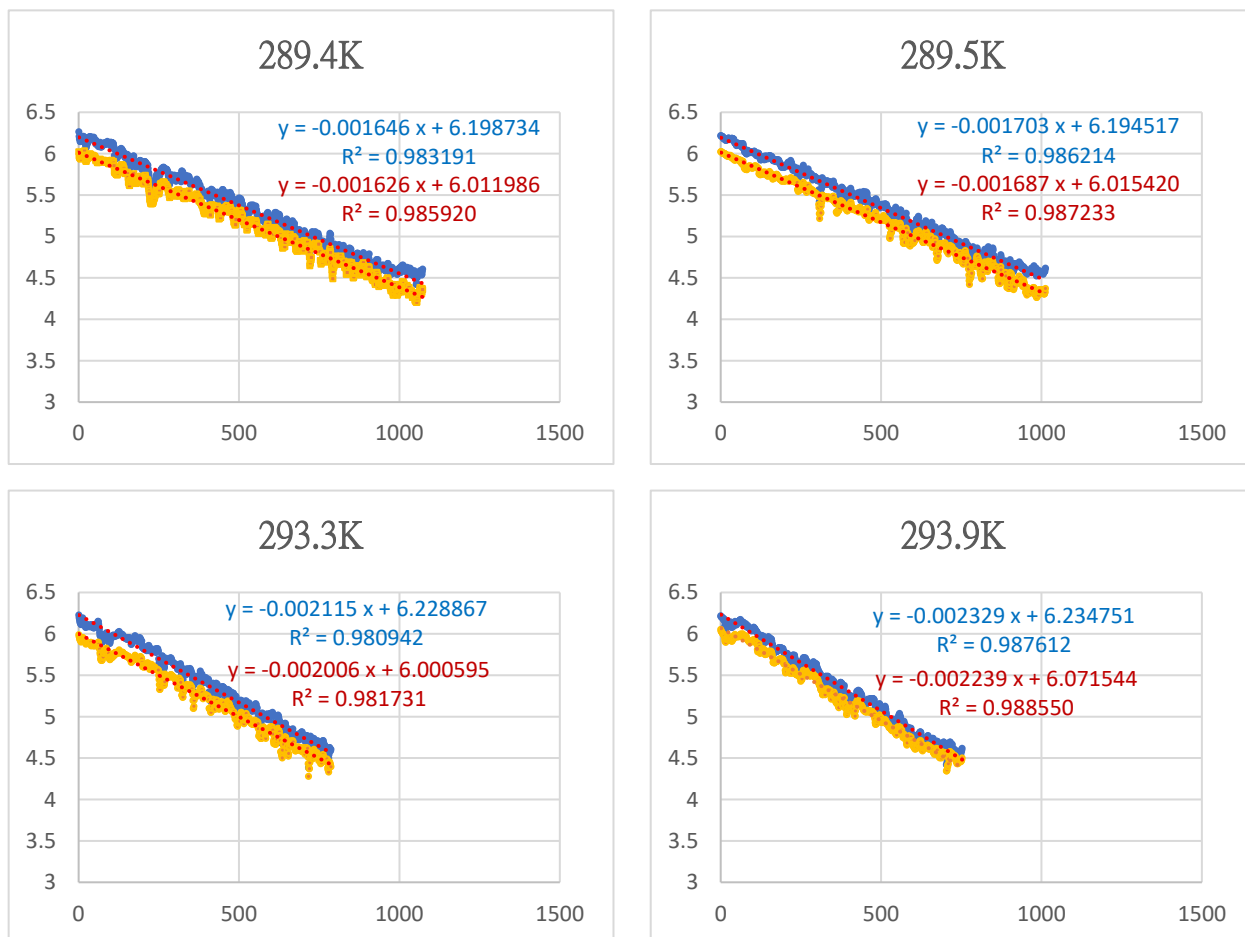 289.4K
6.5
6
5.5
5
4.5
4
3.5
3
0
500
1000
1500
y = -0.001646 x + 6.198734
R² = 0.983191
y = -0.001626 x + 6.011986
R² = 0.985920
289.5K
6.5
6
5.5
5
4.5
4
3.5
3
0
500
1000
1500
y = -0.001703 x + 6.194517
R² = 0.986214
y = -0.001687 x + 6.015420
R² = 0.987233
293.3K
6.5
6
5.5
5
4.5
4
3.5
3
0
500
1000
1500
y = -0.002115 x + 6.228867
R² = 0.980942
y = -0.002006 x + 6.000595
R² = 0.981731
293.9K
6.5
6
5.5
5
4.5
4
3.5
3
0
500
1000
1500
y = -0.002329 x + 6.234751
R² = 0.987612
y = -0.002239 x + 6.071544
R² = 0.988550